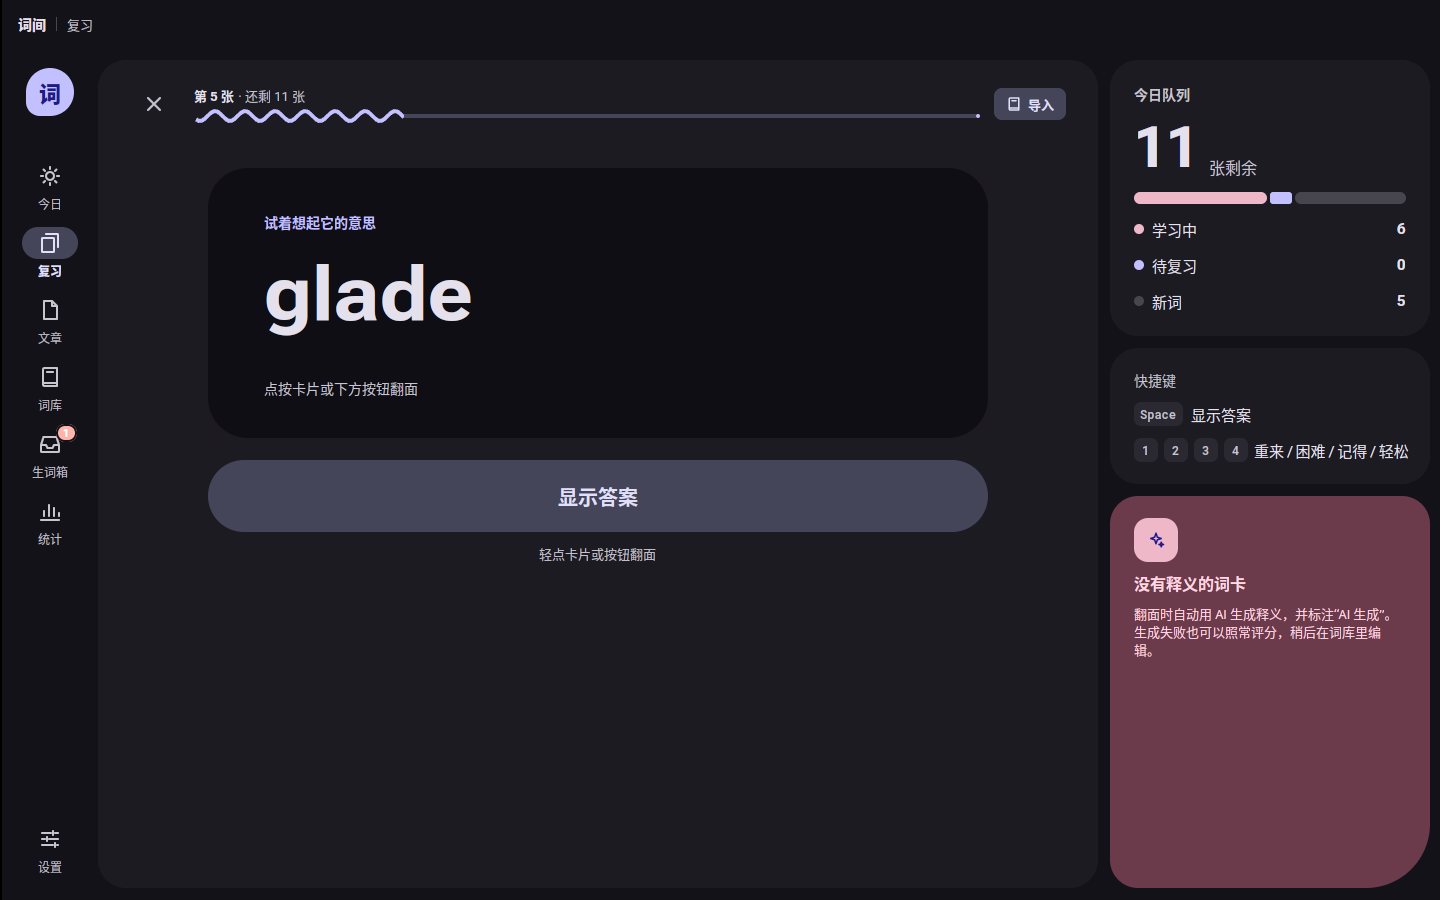 词间 复习
词
今日
复习
文章
词库
1
生词箱
统计
设置
第 5 张 · 还剩 11 张
导入
试着想起它的意思
glade
点按卡片或下方按钮翻面
显示答案
轻点卡片或按钮翻面
今日队列
11 张剩余
学习中 6
待复习 0
新词 5
快捷键
Space 显示答案
1 2 3 4 重来 / 困难 / 记得 / 轻松
没有释义的词卡
翻面时自动用 AI 生成释义，并标注“AI 生成”。
生成失败也可以照常评分，稍后在词库里编
辑。